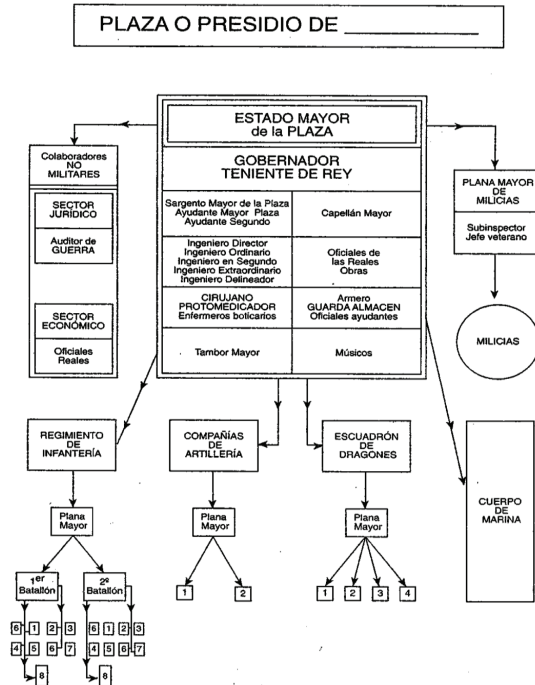 PLAZA O PRESIDIO DE
ESTADO MAYOR
de la PLAZA
GOBERNADOR
TENIENTE DE REY
Sargento Mayor de la Plaza
Ayudante Mayor Plaza
Ayudante Segundo
Capellán Mayor
Ingeniero Director
Ingeniero Ordinario
Ingeniero en Segundo
Ingeniero Extraordinario
Ingeniero Delineador
Oficiales de
las Reales
Obras
CIRUJANO
PROTOMEDICADOR
Enfermeros boticarios
Armero
GUARDA ALMACEN
Oficiales ayudantes
Tambor Mayor
Músicos
Colaboradores
NO
MILITARES
SECTOR
JURÍDICO
Auditor de
GUERRA
SECTOR
ECONÓMICO
Oficiales
Reales
PLANA MAYOR
DE
MILICIAS
Subinspector
Jefe veterano
MILICIAS
REGIMIENTO
DE
INFANTERÍA
COMPAÑÍAS
DE
ARTILLERÍA
ESCUADRÓN
DE
DRAGONES
CUERPO
DE
MARINA
Plana
Mayor
Plana
Mayor
Plana
Mayor
1er
Batallón
2º
Batallón
1 2
1 2 3 4
6 1 2 3
4 5 6 7
8
6 1 2 3
4 5 6 7
8